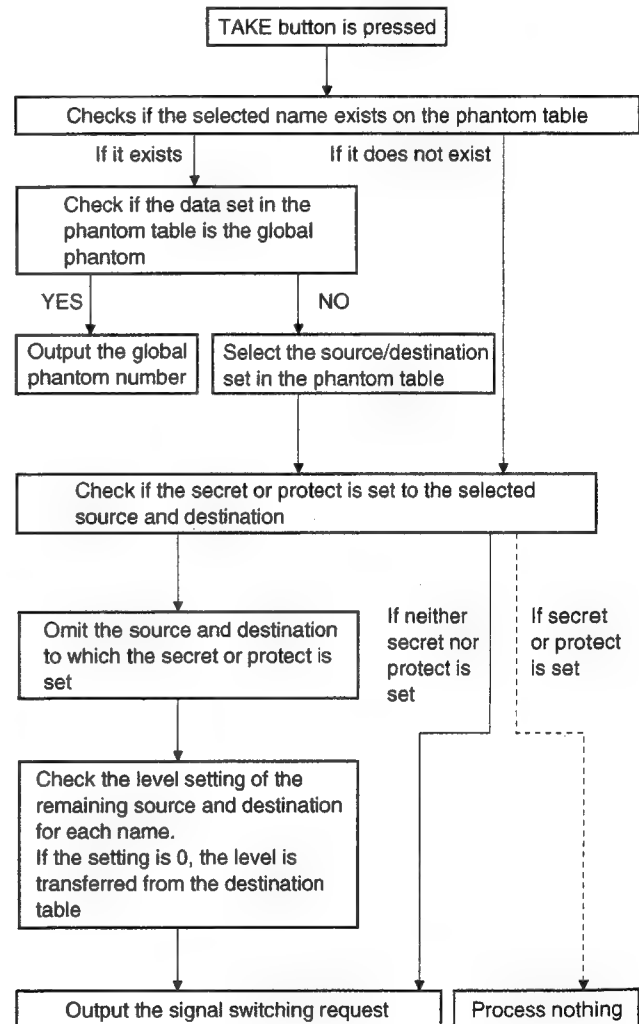 TAKE button is pressed
Checks if the selected name exists on the phantom table
If it exists
If it does not exist
Check if the data set in the
phantom table is the global
phantom
YES
NO
Output the global
phantom number
Select the source/destination
set in the phantom table
Check if the secret or protect is set to the selected
source and destination
Omit the source and destination
to which the secret or protect is
set
If neither
secret nor
protect is
set
If secret
or protect
is set
Check the level setting of the
remaining source and destination
for each name.
If the setting is 0, the level is
transferred from the destination
table
Output the signal switching request
Process nothing